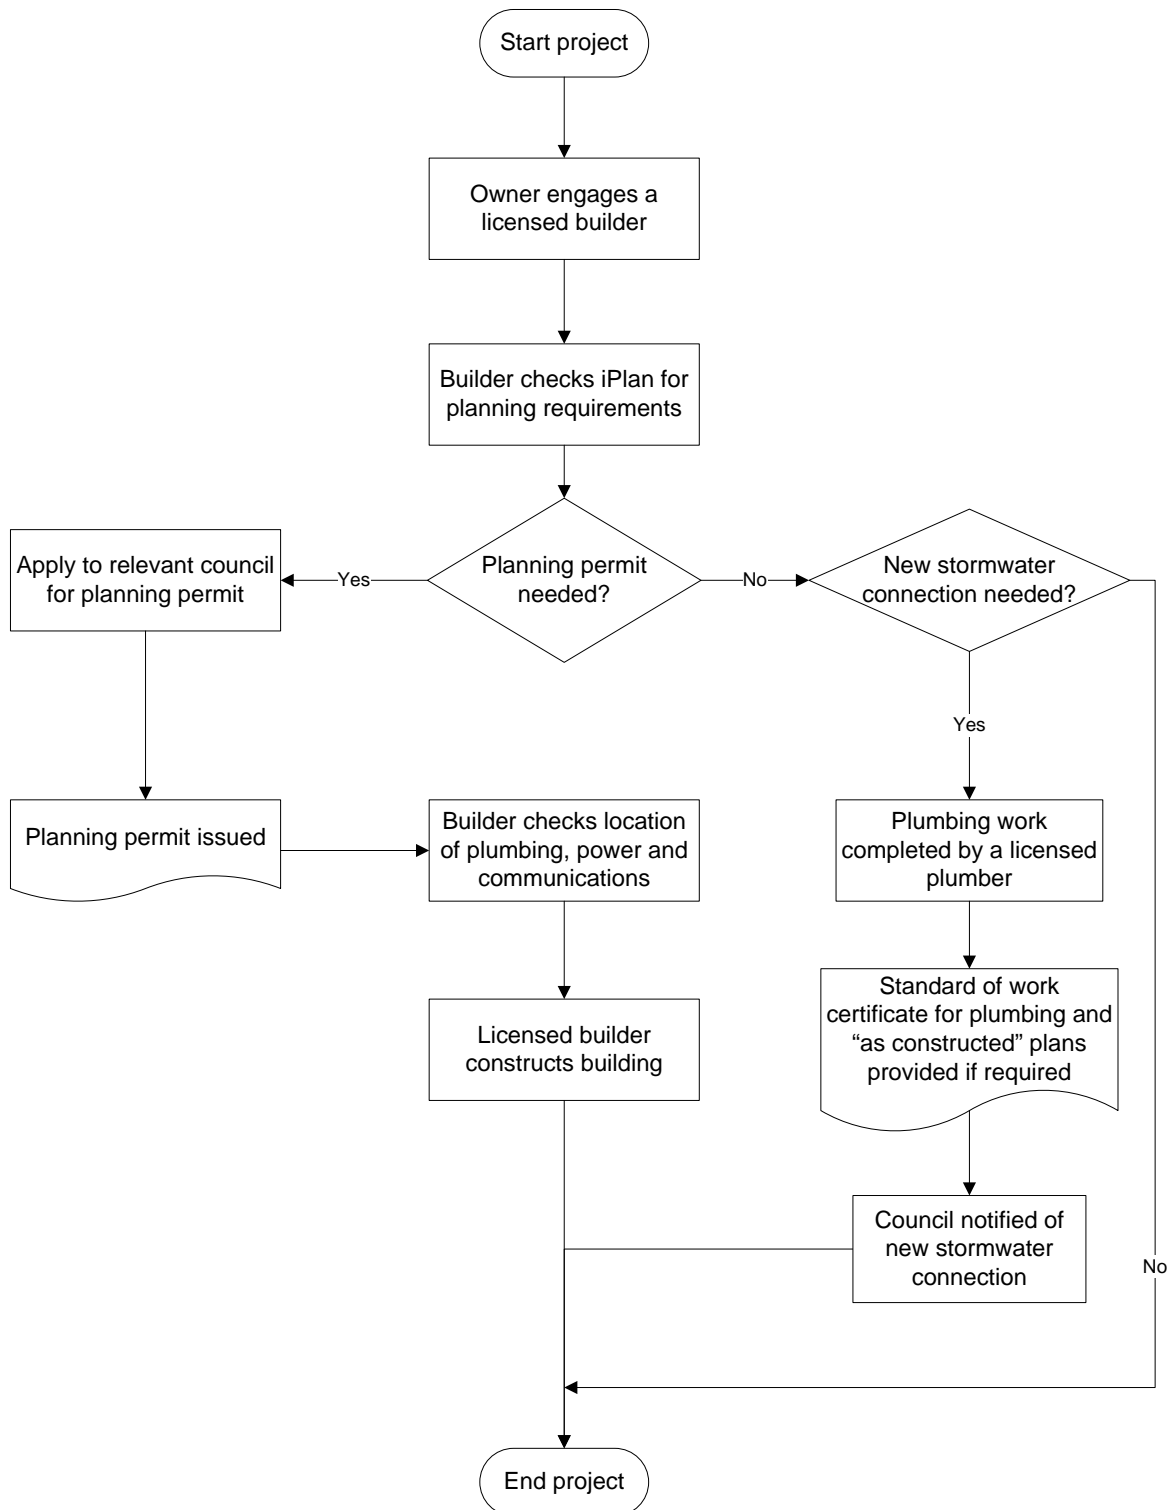 Start project
Owner engages a
licensed builder
Builder checks iPlan for
planning requirements
Apply to relevant council
for planning permit
Yes
Planning permit
needed?
No
New stormwater
connection needed?
Yes
Planning permit issued
Builder checks location
of plumbing, power and
communications
Plumbing work
completed by a licensed
plumber
Licensed builder
constructs building
Standard of work
certificate for plumbing and
“as constructed” plans
provided if required
Council notified of
new stormwater
connection
No
End project